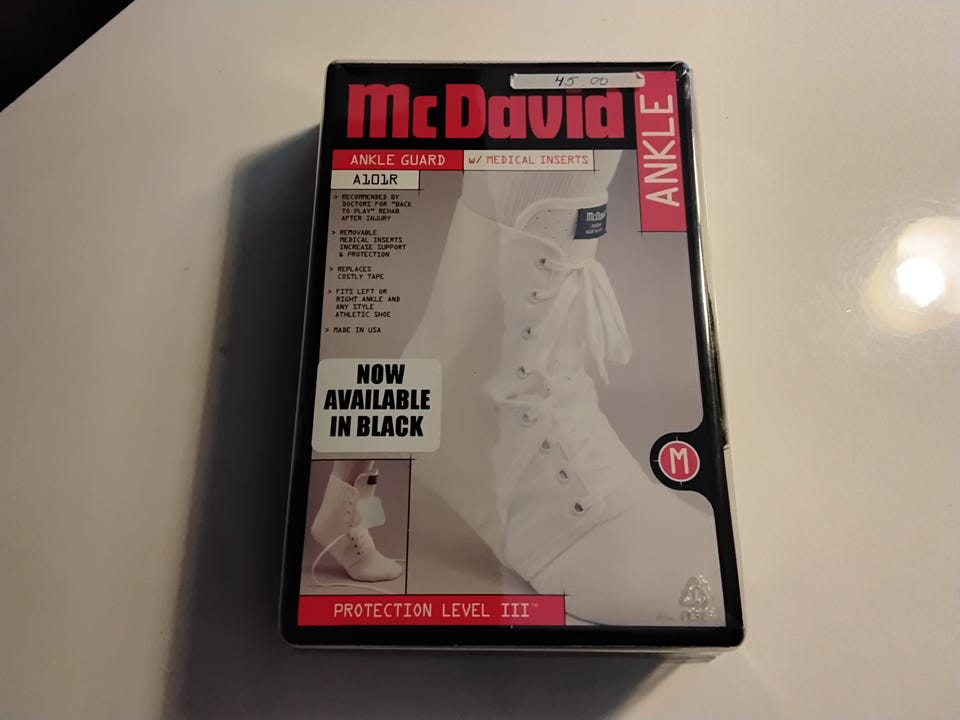 45 00
McDavid
ANKLE
ANKLE GUARD w/ MEDICAL INSERTS
A101R
> RECOMMENDED BY
DOCTORS FOR "BACK
TO PLAY" REHAB
AFTER INJURY
> REMOVABLE
MEDICAL INSERTS
INCREASE SUPPORT
& PROTECTION
> REPLACES
COSTLY TAPE
> FITS LEFT OR
RIGHT ANKLE AND
ANY STYLE
ATHLETIC SHOE
> MADE IN USA
McDavid
NOW
AVAILABLE
IN BLACK
M
PROTECTION LEVEL III™